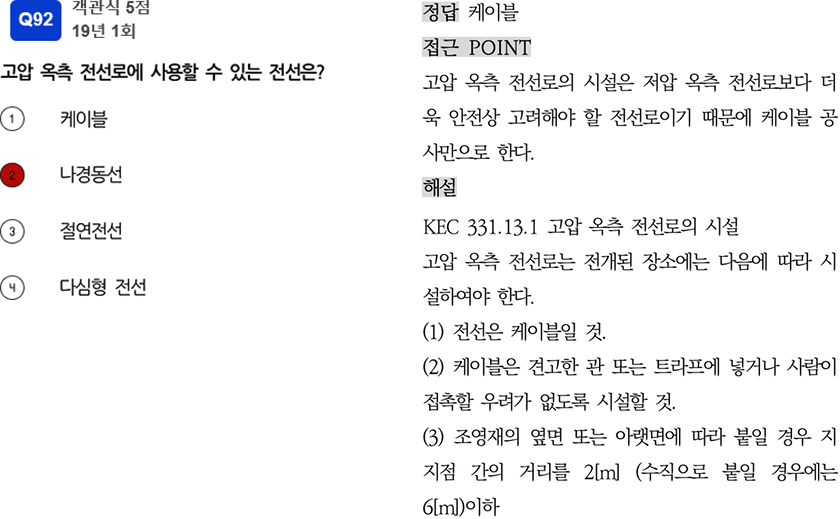 Q92
객관식 5점
19년 1회
고압 옥측 전선로에 사용할 수 있는 전선은?
1 케이블
2 나경동선
3 절연전선
4 다심형 전선
정답 케이블
접근 POINT
고압 옥측 전선로의 시설은 저압 옥측 전선로보다 더
욱 안전상 고려해야 할 전선로이기 때문에 케이블 공
사만으로 한다.
해설
KEC 331.13.1 고압 옥측 전선로의 시설
고압 옥측 전선로는 전개된 장소에는 다음에 따라 시
설하여야 한다.
(1) 전선은 케이블일 것.
(2) 케이블은 견고한 관 또는 트라프에 넣거나 사람이
접촉할 우려가 없도록 시설할 것.
(3) 조영재의 옆면 또는 아랫면에 따라 붙일 경우 지
지점 간의 거리를 2[m] (수직으로 붙일 경우에는
6[m])이하